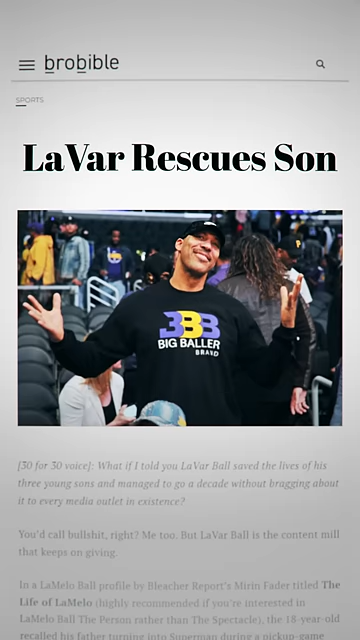 brobible
SPORTS
LaVar Rescues Son
BBB
BIG BALLER
BRAND
[30 for 30 voice]: What if I told you LaVar Ball saved the lives of his
three young sons and managed to go a decade without bragging about
it to every media outlet in existence?
You'd call bullshit, right? Me too. But LaVar Ball is the content mill
that keeps on giving.
In a LaMelo Ball profile by Bleacher Report's Mirin Fader titled The
Life of LaMelo (highly recommended if you're interested in
LaMelo Ball The Person rather than The Spectacle), the 18-year-old
recalled his father turning into Superman during a pickup-game